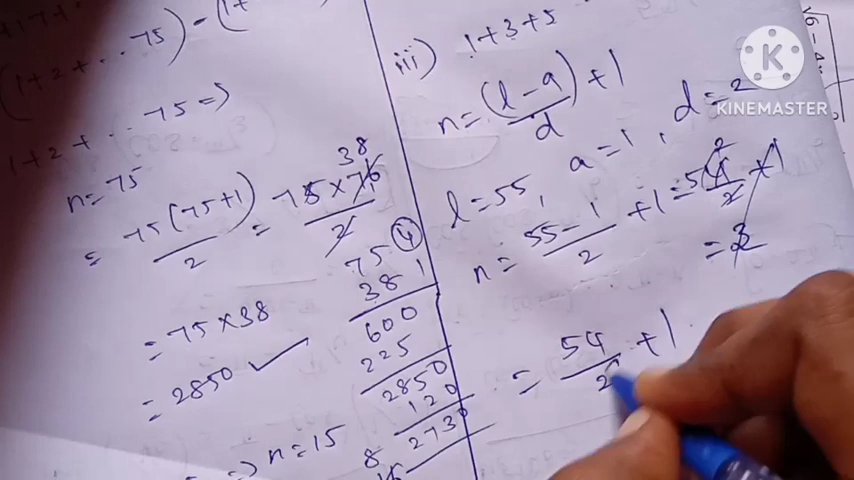 (1+2+ ... 75) - (1+
1+2+ ... 75 =)
n=75
= 75(75+1)/2 = 75×76/2
38
= 75×38
= 2850 ✓
75 4
38 1
600
225
2850
120
2730
=) n=15
8
iii) 1+3+5
n=(l-a/d)+1
l=55, a=1, d=2
n= 55-1/2 +1 =
= 54/2 +1
K
KINEMASTER